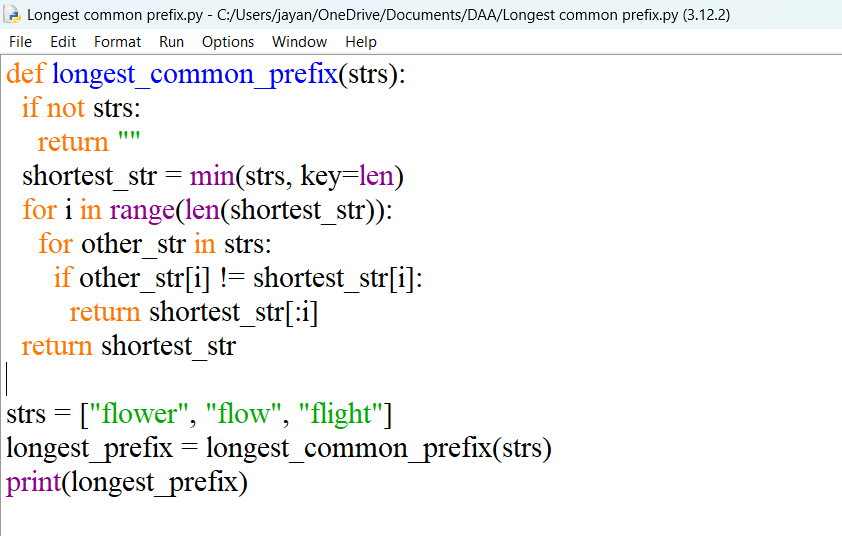 Longest common prefix.py - C:/Users/jayan/OneDrive/Documents/DAA/Longest common prefix.py (3.12.2)
File Edit Format Run Options Window Help
def longest_common_prefix(strs):
  if not strs:
    return ""
  shortest_str = min(strs, key=len)
  for i in range(len(shortest_str)):
    for other_str in strs:
      if other_str[i] != shortest_str[i]:
        return shortest_str[:i]
  return shortest_str

strs = ["flower", "flow", "flight"]
longest_prefix = longest_common_prefix(strs)
print(longest_prefix)